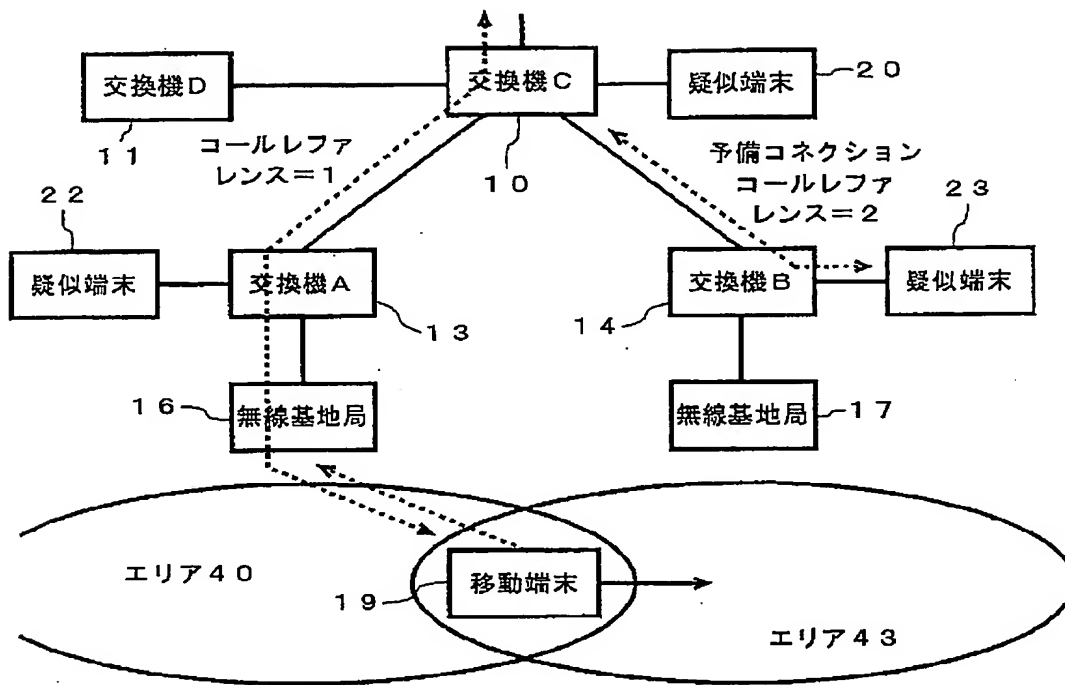 交換機D
交換機C
疑似端末
20
11
コールレファ
レンス=1
10
予備コネクション
コールレファ
レンス=2
22
23
疑似端末
交換機A
交換機B
疑似端末
13
14
16
無線基地局
無線基地局
17
エリア40
19
移動端末
エリア43